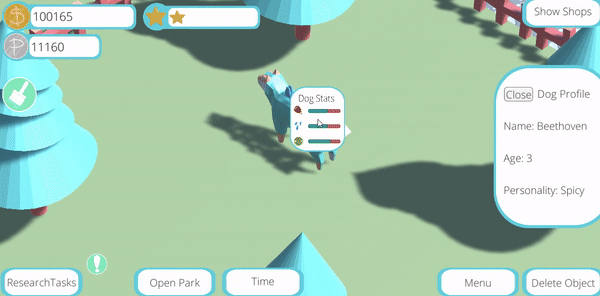 100165
Show Shops
11160
Dog Stats
Close Dog Profile
Name: Beethoven
Age: 3
Personality: Spicy
ResearchTasks
Open Park
Time
Menu
Delete Object